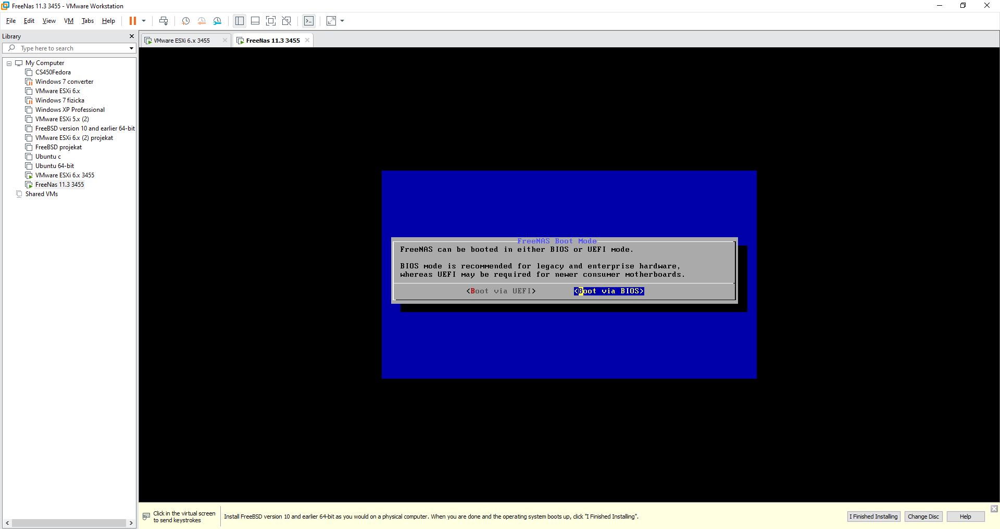 FreeNas 11.3 3455 - VMware Workstation
File Edit View VM Tabs Help
Library
Type here to search
My Computer
CS450Fedora
Windows 7 converter
VMware ESXi 6.x
Windows 7 fizicka
Windows XP Professional
VMware ESXi 5.x (2)
FreeBSD version 10 and earlier 64-bit
VMware ESXi 6.x (2) projekat
FreeBSD projekat
Ubuntu c
Ubuntu 64-bit
VMware ESXi 6.x 3455
FreeNas 11.3 3455
Shared VMs
VMware ESXi 6.x 3455
FreeNas 11.3 3455
FreeNAS Boot Mode
FreeNAS can be booted in either BIOS or UEFI mode.
BIOS mode is recommended for legacy and enterprise hardware,
whereas UEFI may be required for newer consumer motherboards.
<Boot via UEFI> <Boot via BIOS>
Click in the virtual screen
to send keystrokes
Install FreeBSD version 10 and earlier 64-bit as you would on a physical computer. When you are done and the operating system boots up, click "I Finished Installing".
I Finished Installing
Change Disc
Help